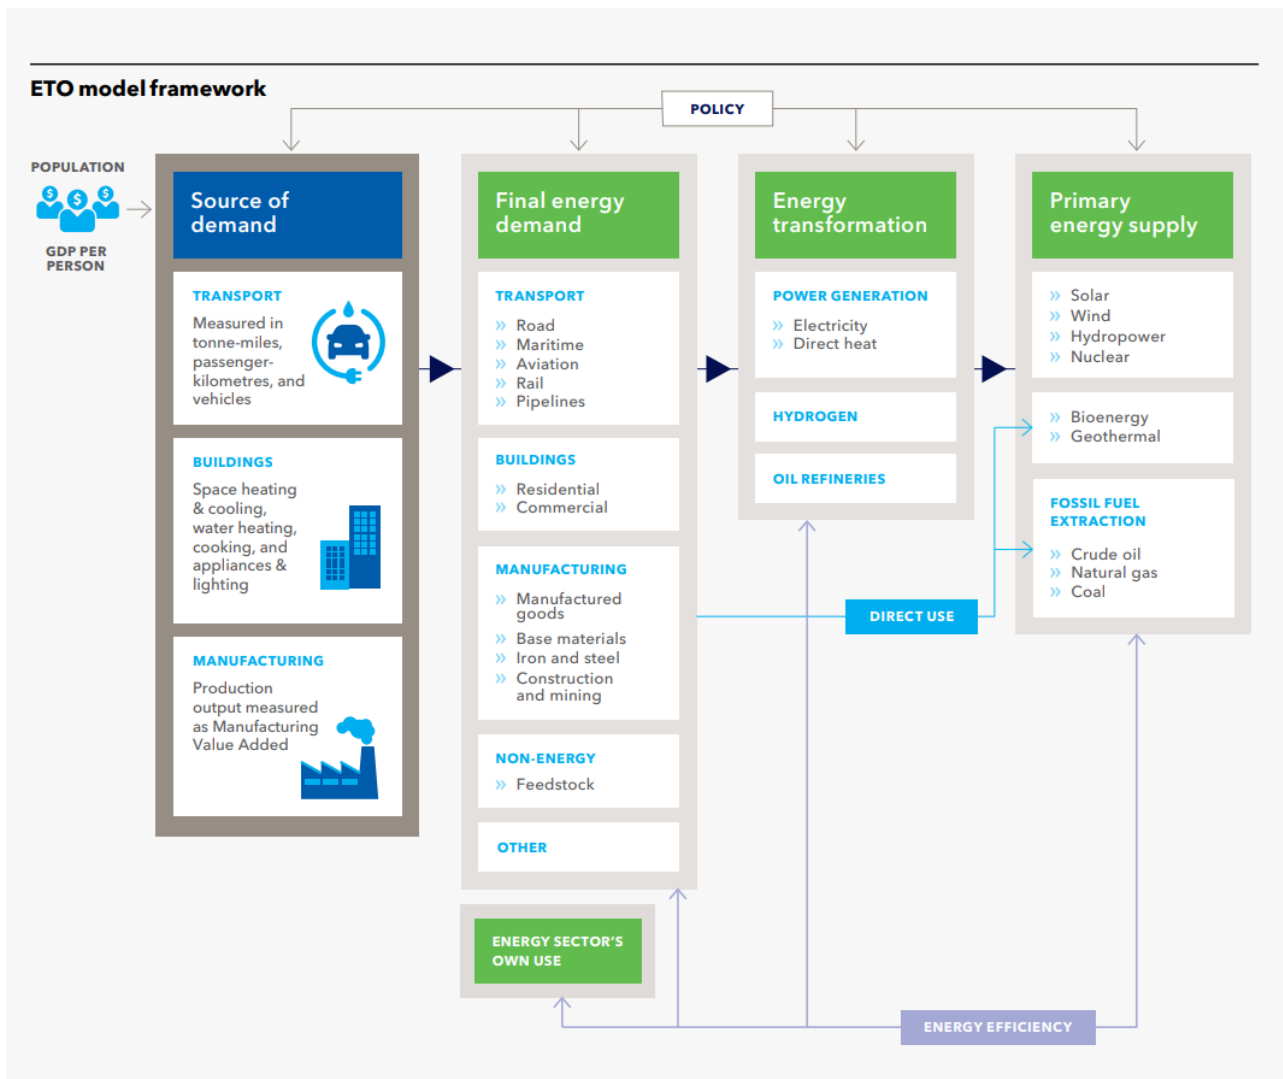 ETO model framework
POLICY
POPULATION
$ $ $
GDP PER
PERSON
Source of
demand
TRANSPORT
Measured in
tonne-miles,
passenger-
kilometres, and
vehicles
BUILDINGS
Space heating
& cooling,
water heating,
cooking, and
appliances &
lighting
MANUFACTURING
Production
output measured
as Manufacturing
Value Added
Final energy
demand
TRANSPORT
» Road
» Maritime
» Aviation
» Rail
» Pipelines
BUILDINGS
» Residential
» Commercial
MANUFACTURING
» Manufactured
goods
» Base materials
» Iron and steel
» Construction
and mining
NON-ENERGY
» Feedstock
OTHER
ENERGY SECTOR'S
OWN USE
Energy
transformation
POWER GENERATION
» Electricity
» Direct heat
HYDROGEN
OIL REFINERIES
DIRECT USE
Primary
energy supply
» Solar
» Wind
» Hydropower
» Nuclear
» Bioenergy
» Geothermal
FOSSIL FUEL
EXTRACTION
» Crude oil
» Natural gas
» Coal
ENERGY EFFICIENCY